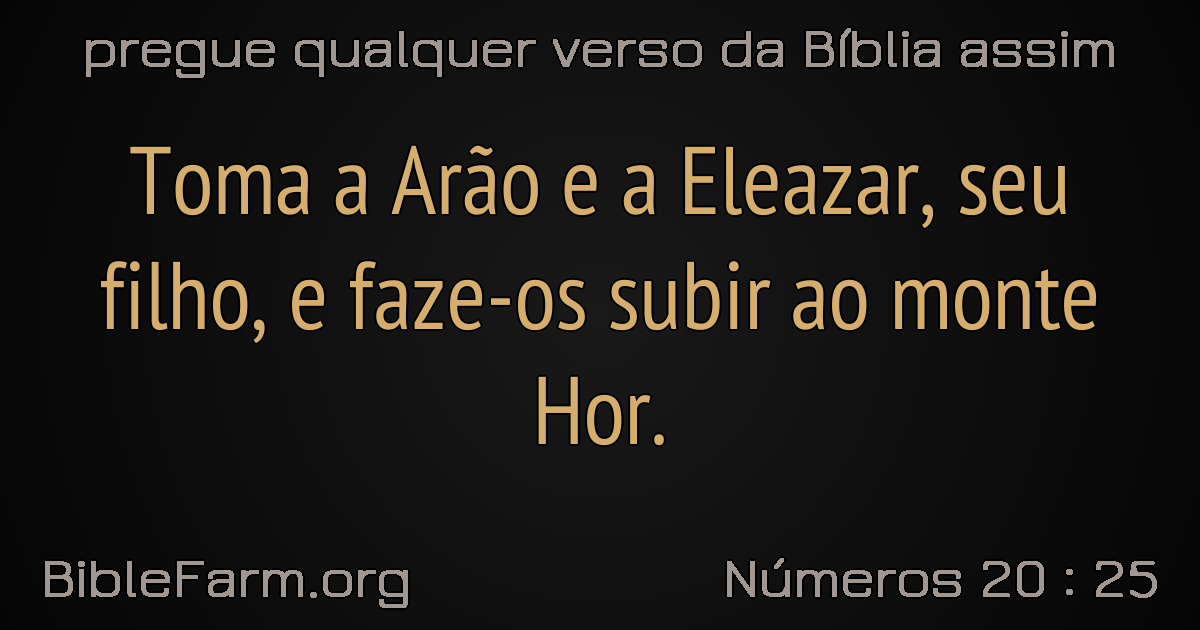 pregue qualquer verso da Bíblia assim
Toma a Arão e a Eleazar, seu
filho, e faze-os subir ao monte
Hor.
BibleFarm.org
Números 20 : 25